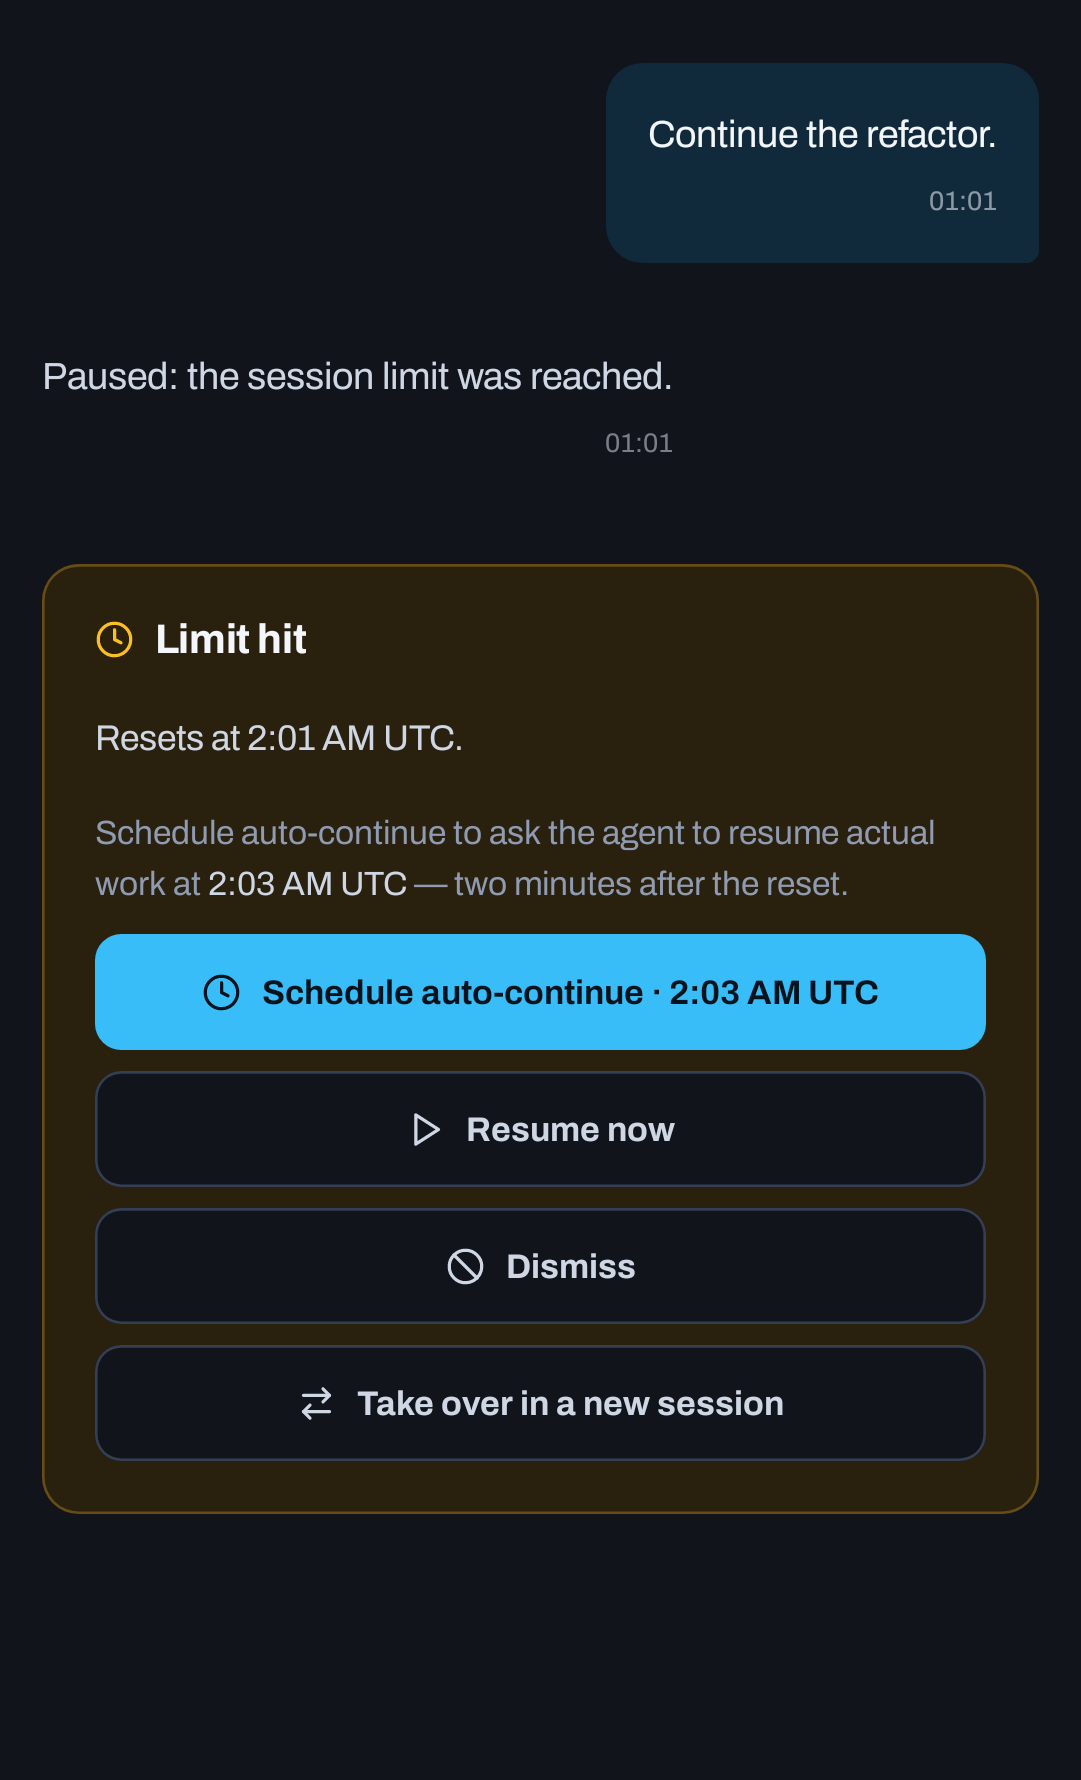 Continue the refactor.
01:01
Paused: the session limit was reached.
01:01
Limit hit
Resets at 2:01 AM UTC.
Schedule auto-continue to ask the agent to resume actual
work at 2:03 AM UTC — two minutes after the reset.
Schedule auto-continue · 2:03 AM UTC
Resume now
Dismiss
Take over in a new session